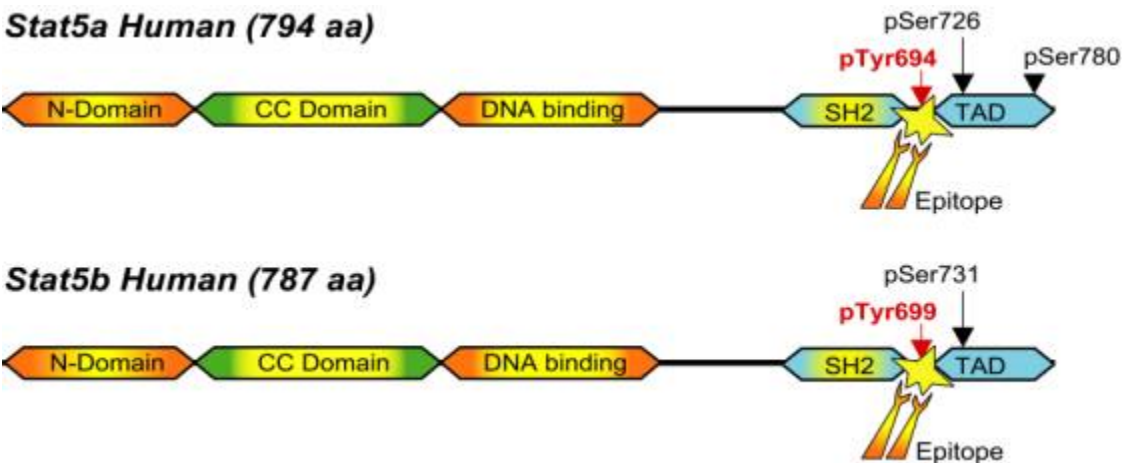 Stat5a Human (794 aa)
pSer726
pTyr694
pSer780
N-Domain
CC Domain
DNA binding
SH2
TAD
Epitope
Stat5b Human (787 aa)
pSer731
pTyr699
N-Domain
CC Domain
DNA binding
SH2
TAD
Epitope